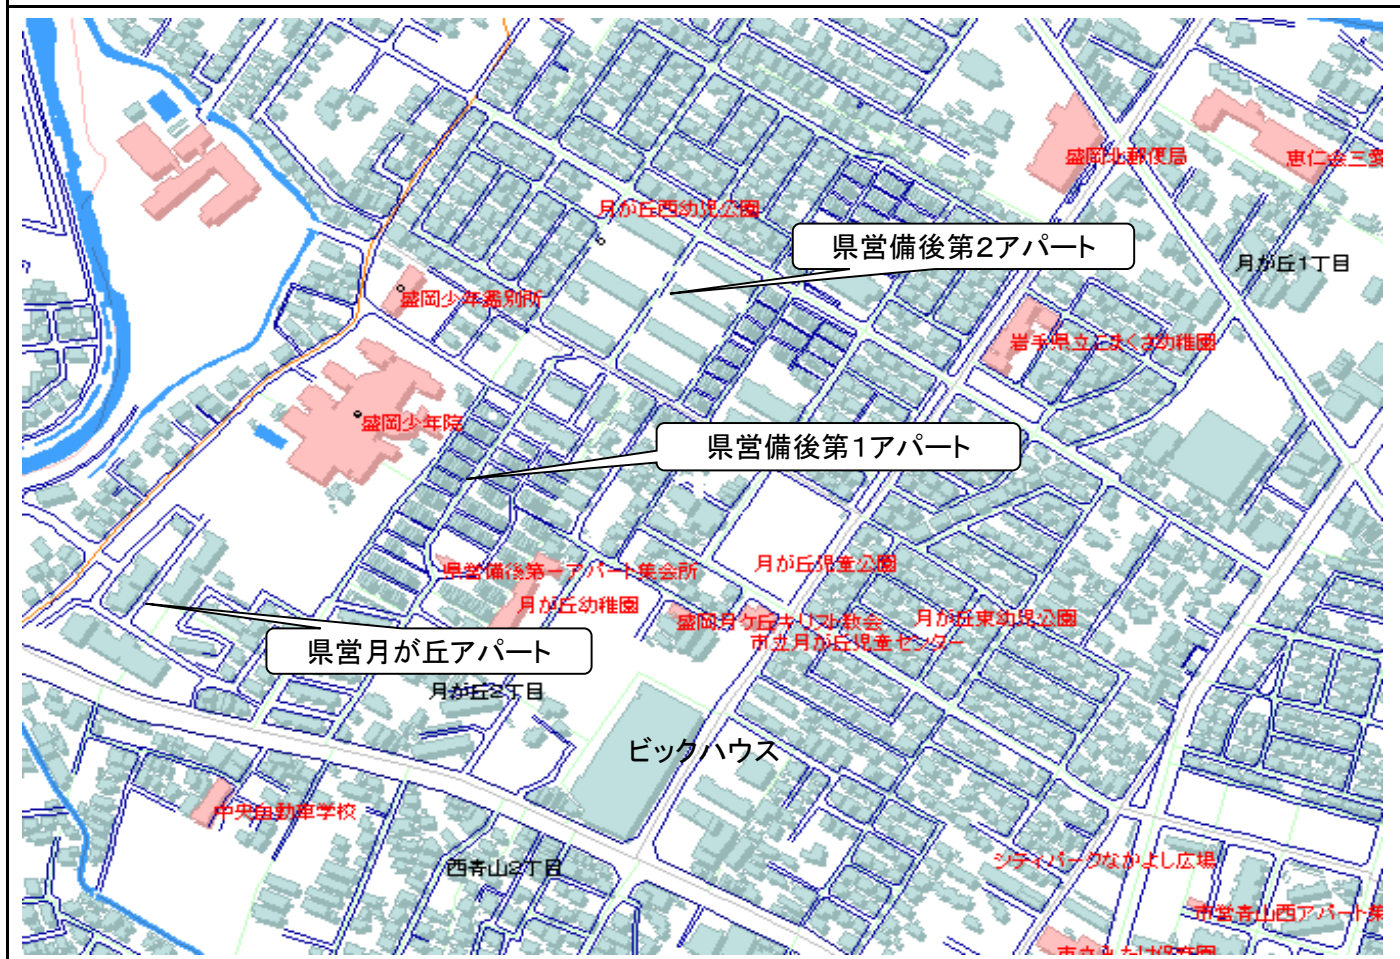 盛岡北郵便局
恵仁会三愛
月が丘西幼児公園
県営備後第2アパート
月が丘1丁目
盛岡少年鑑別所
岩手県立こまくさ幼稚園
盛岡少年院
県営備後第1アパート
県営備後第一アパート集会所
月が丘児童公園
月が丘幼稚園
盛岡月ケ丘キリスト教会
月が丘東幼児公園
市立月が丘児童センター
県営月が丘アパート
月が丘2丁目
ビックハウス
中央自動車学校
西青山2丁目
シティパークなかよし広場
市営青山西アパート集
市立みたけ保育園